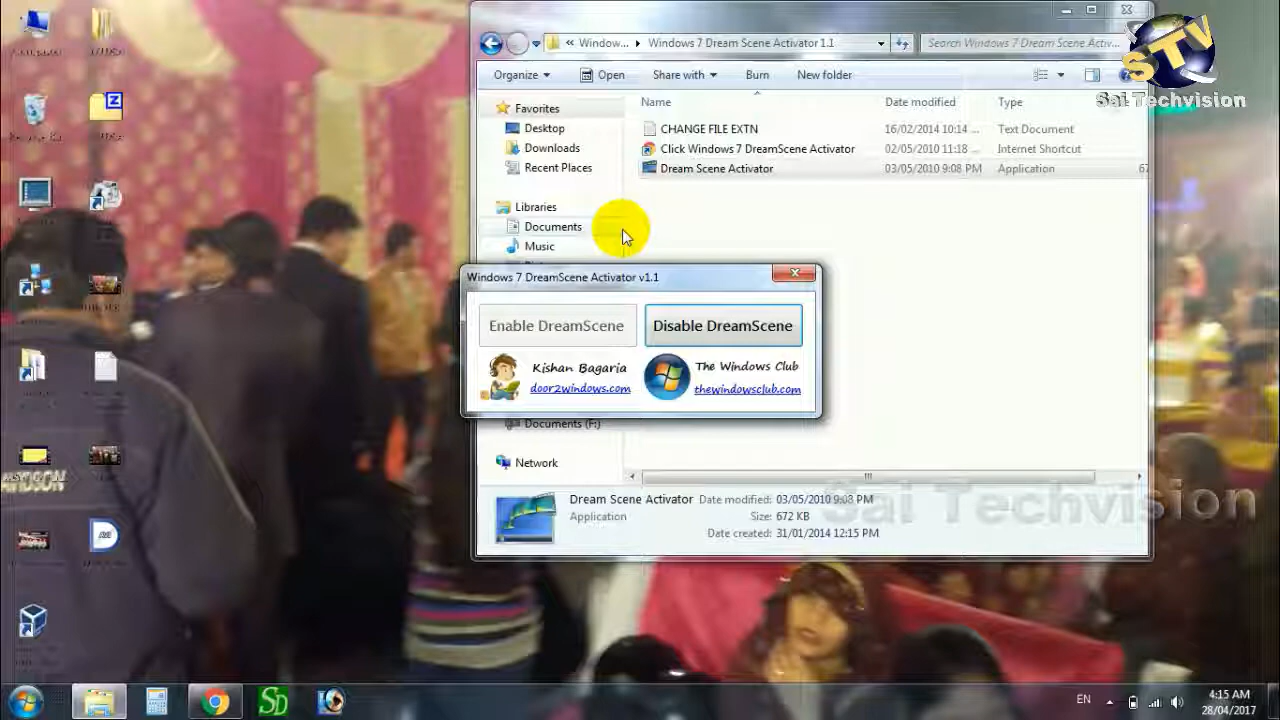 STV
Sai Techvision
« Window... ▸ Windows 7 Dream Scene Activator 1.1
Search Windows 7 Dream Scene Activ...
Organize
Open
Share with
Burn
New folder
Favorites
Desktop
Downloads
Recent Places
Libraries
Documents
Music
Documents (F:)
Network
Name
Date modified
Type
CHANGE FILE EXTN
16/02/2014 10:14 ...
Text Document
Click Windows 7 DreamScene Activator
02/05/2010 11:18 ...
Internet Shortcut
Dream Scene Activator
03/05/2010 9:08 PM
Application
67
Windows 7 DreamScene Activator v1.1
Enable DreamScene
Disable DreamScene
Kishan Bagaria
door2windows.com
The Windows Club
thewindowsclub.com
Dream Scene Activator
Date modified: 03/05/2010 9:08 PM
Application
Size: 672 KB
Date created: 31/01/2014 12:15 PM
Sai Techvision
SD
EN
4:15 AM
28/04/2017